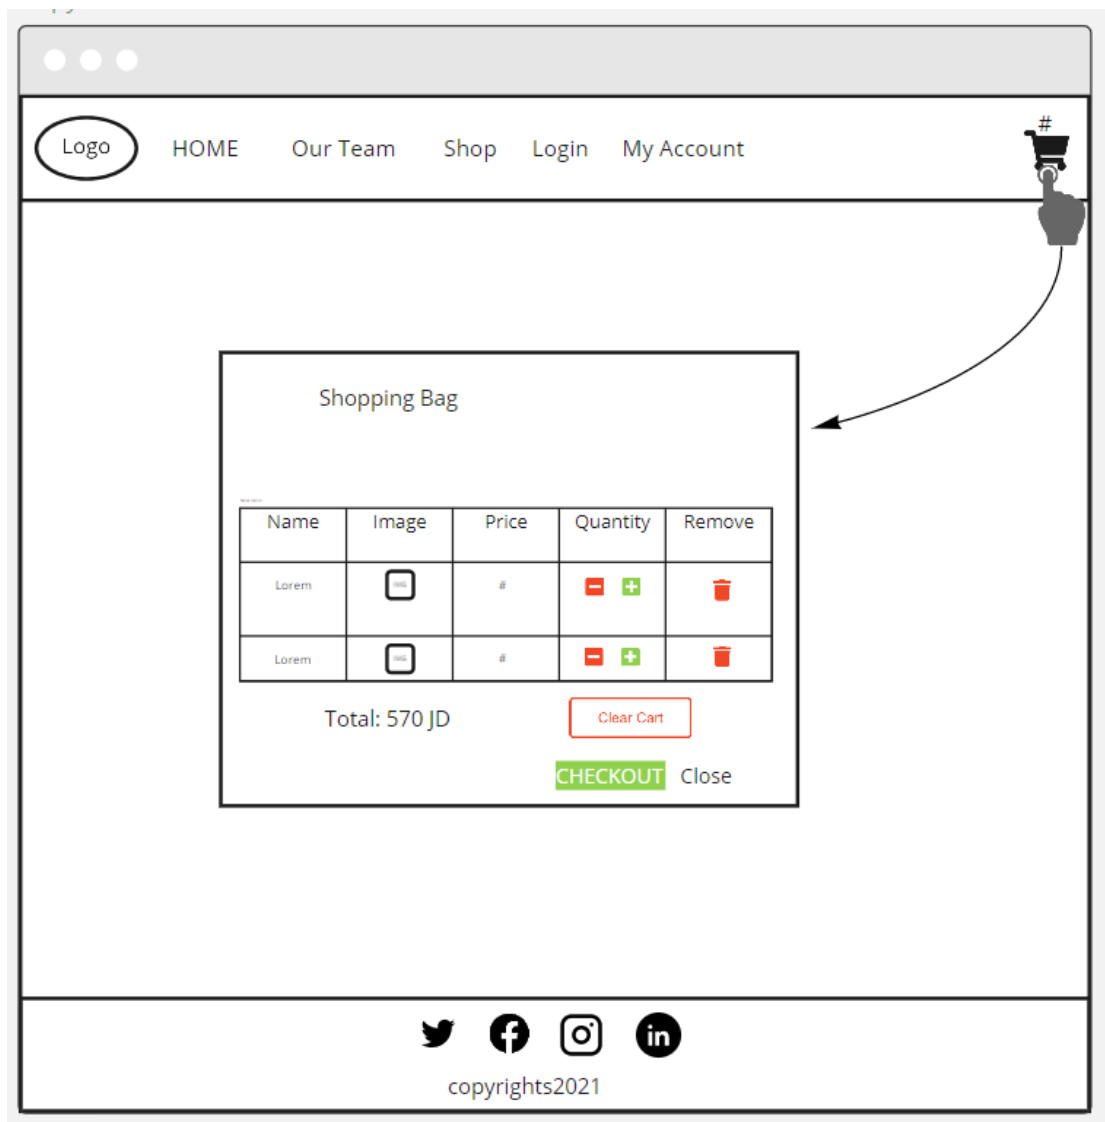 Logo HOME Our Team Shop Login My Account #
Shopping Bag
Name Image Price Quantity Remove
Lorem #
Lorem #
Total: 570 JD Clear Cart
CHECKOUT Close
copyrights2021